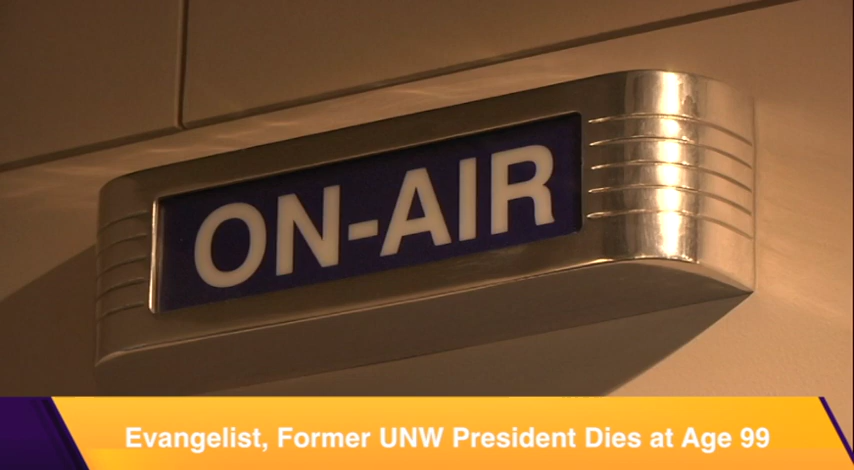 ON-AIR
Evangelist, Former UNW President Dies at Age 99